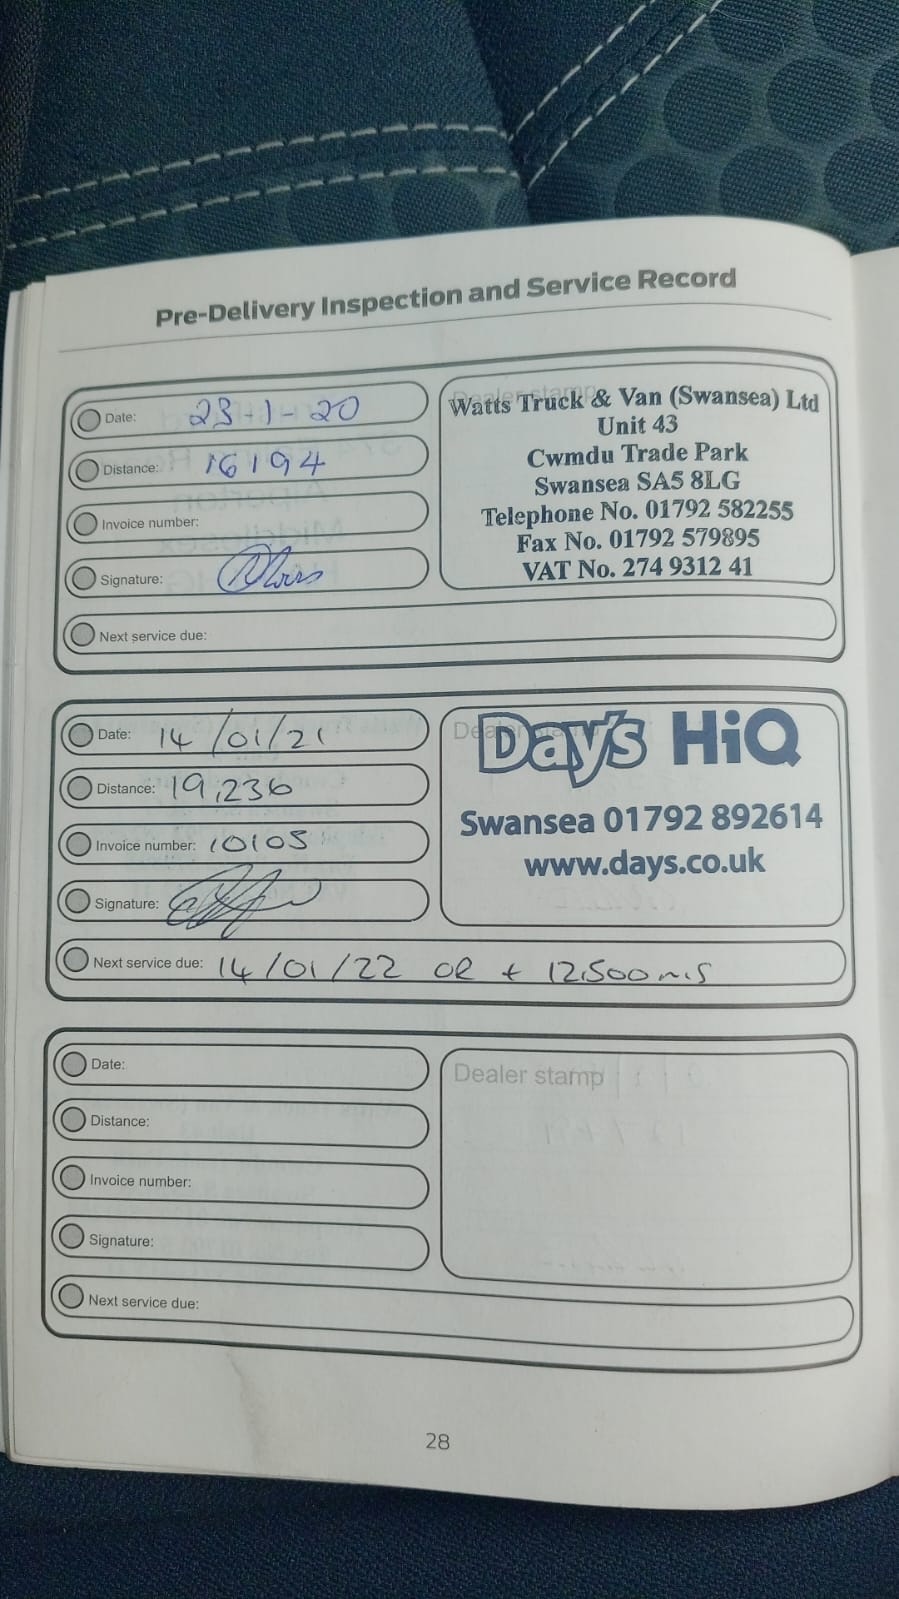 Pre-Delivery Inspection and Service Record
Date: 23-1-20
Distance: 16194
Invoice number:
Signature:
Next service due:
Watts Truck & Van (Swansea) Ltd
Unit 43
Cwmdu Trade Park
Swansea SA5 8LG
Telephone No. 01792 582255
Fax No. 01792 579895
VAT No. 274 9312 41
Date: 14/01/21
Distance: 19,236
Invoice number: 10105
Signature:
Next service due: 14/01/22 OR + 12,500mls
Dealer stamp
Day's HiQ
Swansea 01792 892614
www.days.co.uk
Date:
Distance:
Invoice number:
Signature:
Next service due:
Dealer stamp
28